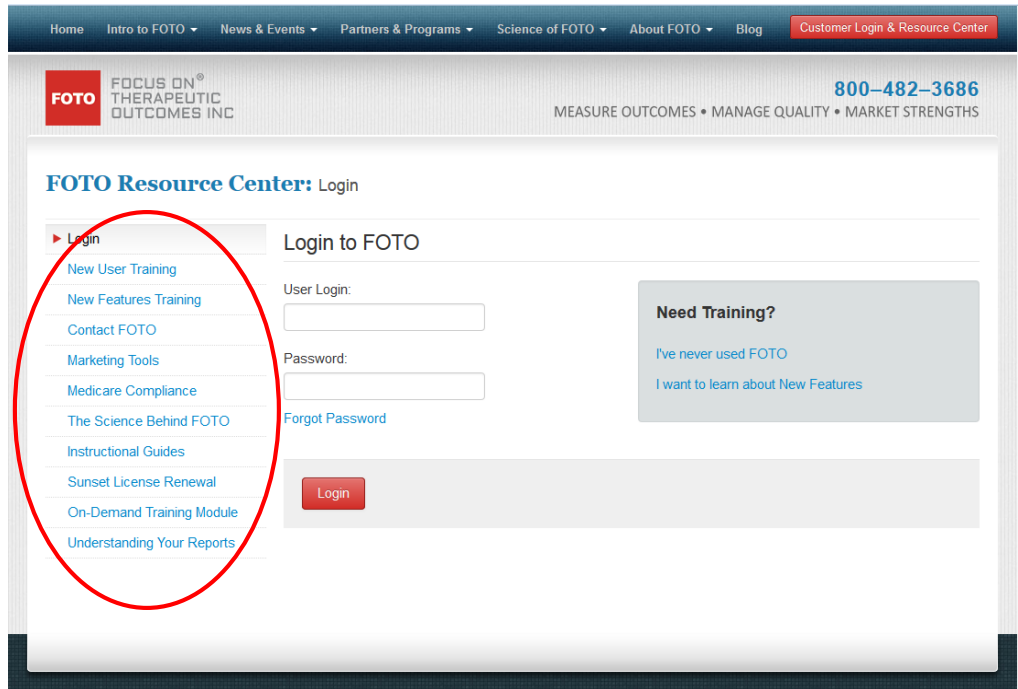 Home Intro to FOTO News & Events Partners & Programs Science of FOTO About FOTO Blog Customer Login & Resource Center
FOTO
FOCUS ON®
THERAPEUTIC
OUTCOMES INC
800–482–3686
MEASURE OUTCOMES • MANAGE QUALITY • MARKET STRENGTHS
FOTO Resource Center: Login
Login
New User Training
New Features Training
Contact FOTO
Marketing Tools
Medicare Compliance
The Science Behind FOTO
Instructional Guides
Sunset License Renewal
On-Demand Training Module
Understanding Your Reports
Login to FOTO
User Login:
Password:
Forgot Password
Login
Need Training?
I've never used FOTO
I want to learn about New Features